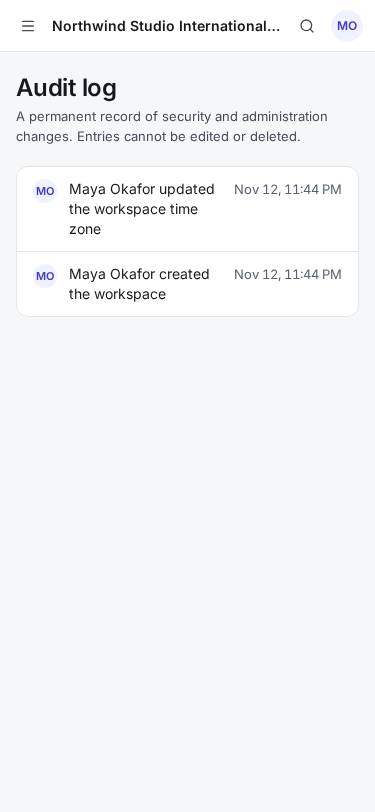 Northwind Studio International...
MO
Audit log
A permanent record of security and administration
changes. Entries cannot be edited or deleted.
MO
Maya Okafor updated
the workspace time
zone
Nov 12, 11:44 PM
MO
Maya Okafor created
the workspace
Nov 12, 11:44 PM